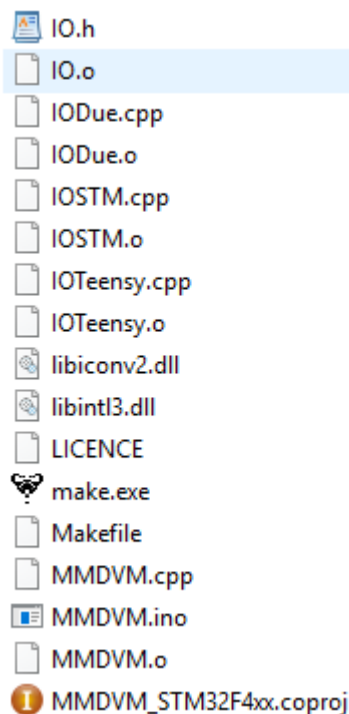 IO.h
IO.o
IODue.cpp
IODue.o
IOSTM.cpp
IOSTM.o
IOTeensy.cpp
IOTeensy.o
libiconv2.dll
libintl3.dll
LICENCE
make.exe
Makefile
MMDVM.cpp
MMDVM.ino
MMDVM.o
MMDVM_STM32F4xx.coproj